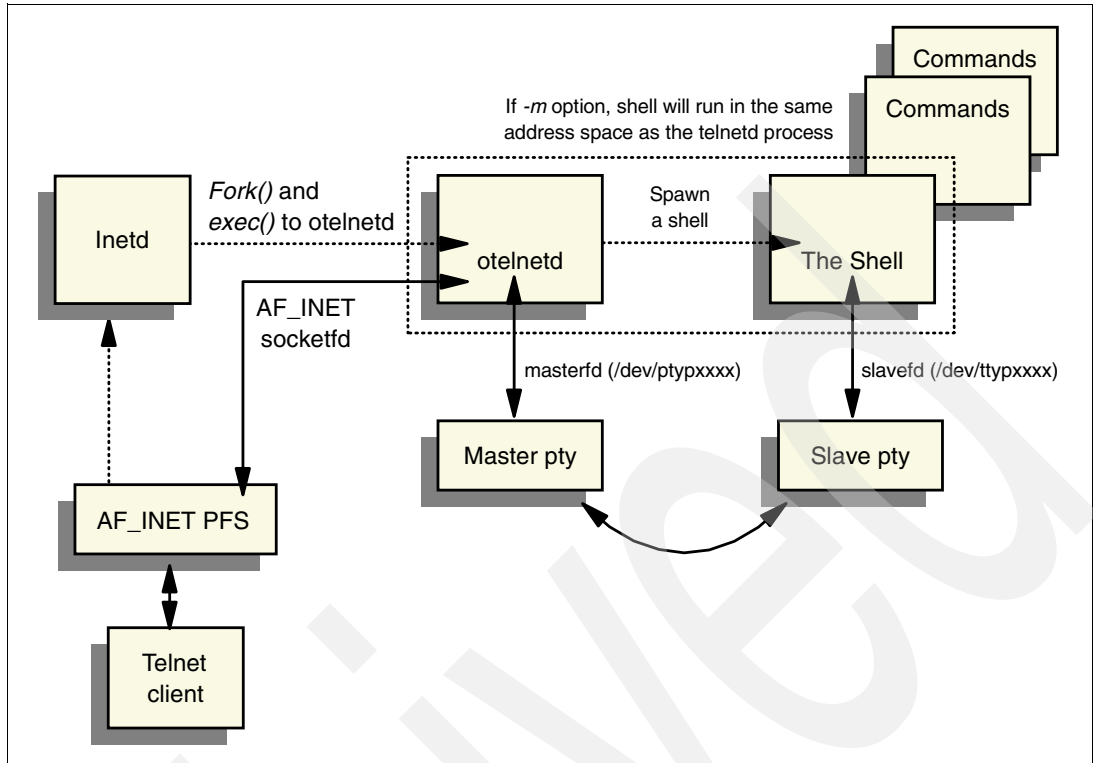 Commands
Commands
If -m option, shell will run in the same
address space as the telnetd process
Inetd
Fork() and
exec() to otelnetd
otelnetd
Spawn
a shell
The Shell
AF_INET
socketfd
masterfd (/dev/ptypxxxx)
slavefd (/dev/ttypxxxx)
Master pty
Slave pty
AF_INET PFS
Telnet
client